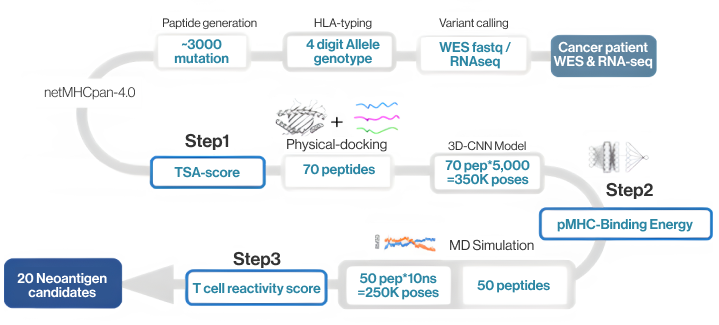 Paptide generation
HLA-typing
Variant calling
~3000
mutation
4 digit Allele
genotype
WES fastq /
RNAseq
Cancer patient
WES & RNA-seq
netMHCpan-4.0
Step1
+
Physical-docking
3D-CNN Model
TSA-score
70 peptides
70 pep*5,000
=350K poses
Step2
pMHC-Binding Energy
MD Simulation
Step3
20 Neoantigen
candidates
T cell reactivity score
50 pep*10ns
=250K poses
50 peptides